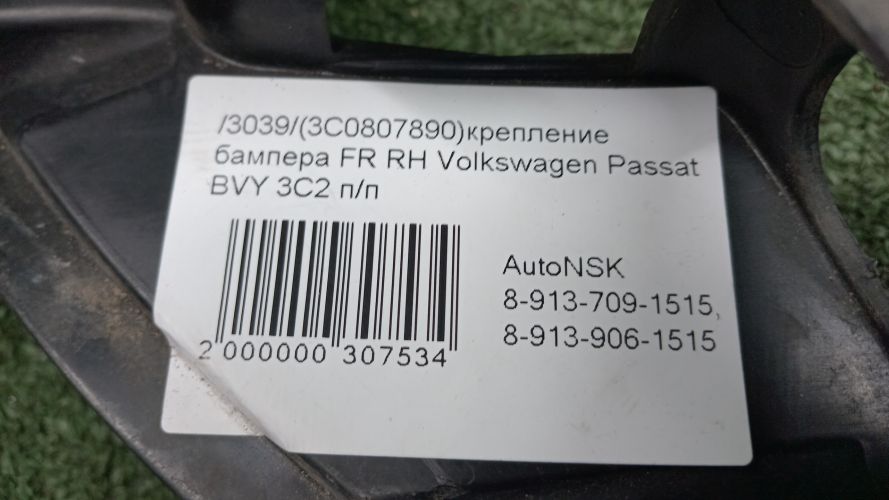 /3039/(3C0807890)крепление
бампера FR RH Volkswagen Passat
BVY 3C2 п/п
AutoNSK
8-913-709-1515,
8-913-906-1515
2 000000 307534